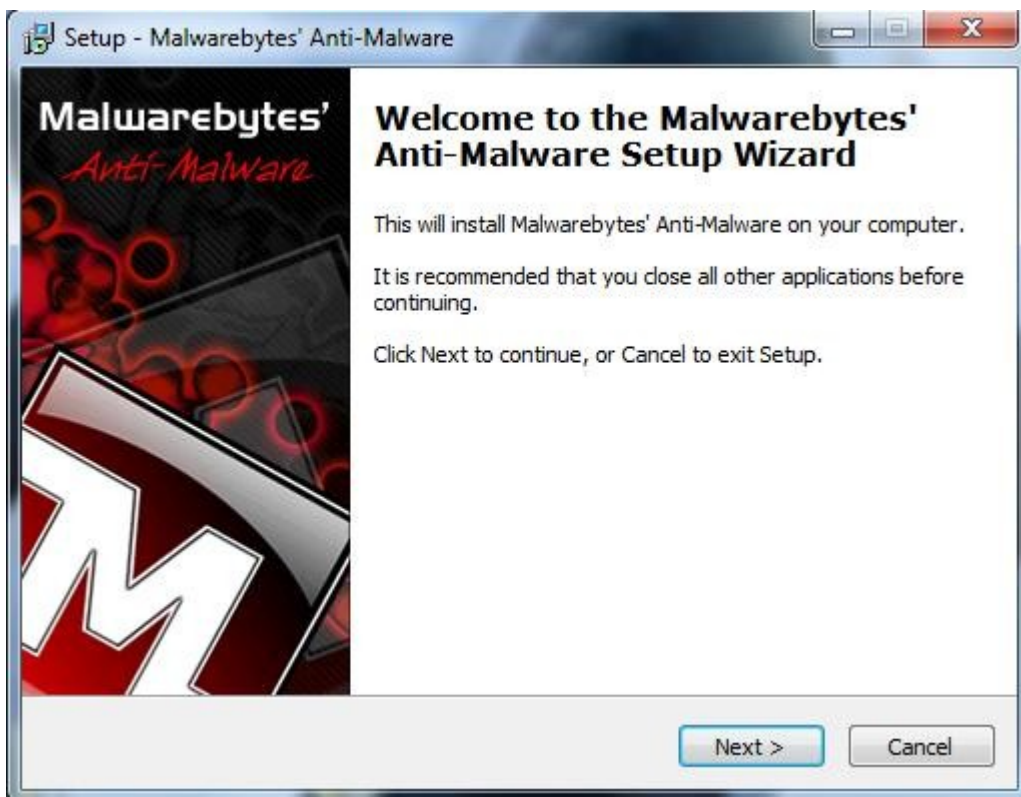 Setup - Malwarebytes' Anti-Malware
Malwarebytes'
Anti-Malware
Welcome to the Malwarebytes'
Anti-Malware Setup Wizard
This will install Malwarebytes' Anti-Malware on your computer.
It is recommended that you close all other applications before
continuing.
Click Next to continue, or Cancel to exit Setup.
M
Next >
Cancel